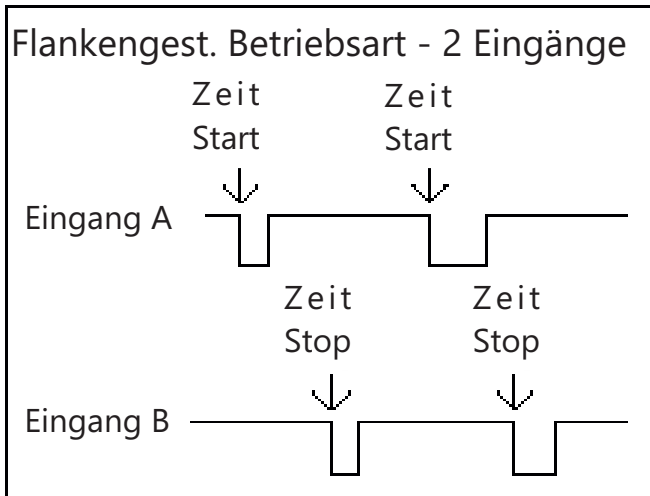 Flankengest. Betriebsart - 2 Eingänge
Zeit Zeit
Start Start
Eingang A
Zeit Zeit
Stop Stop
Eingang B